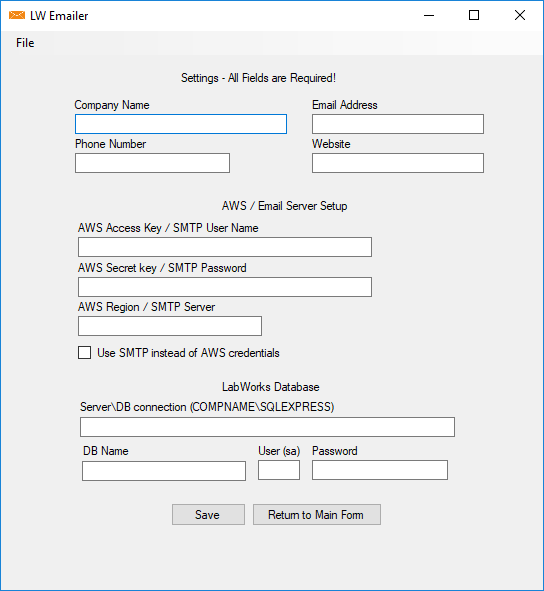 LW Emailer
File
Settings - All Fields are Required!
Company Name Email Address
Phone Number Website
AWS / Email Server Setup
AWS Access Key / SMTP User Name
AWS Secret key / SMTP Password
AWS Region / SMTP Server
Use SMTP instead of AWS credentials
LabWorks Database
Server\DB connection (COMPNAME\SQLEXPRESS)
DB Name User (sa) Password
Save Return to Main Form